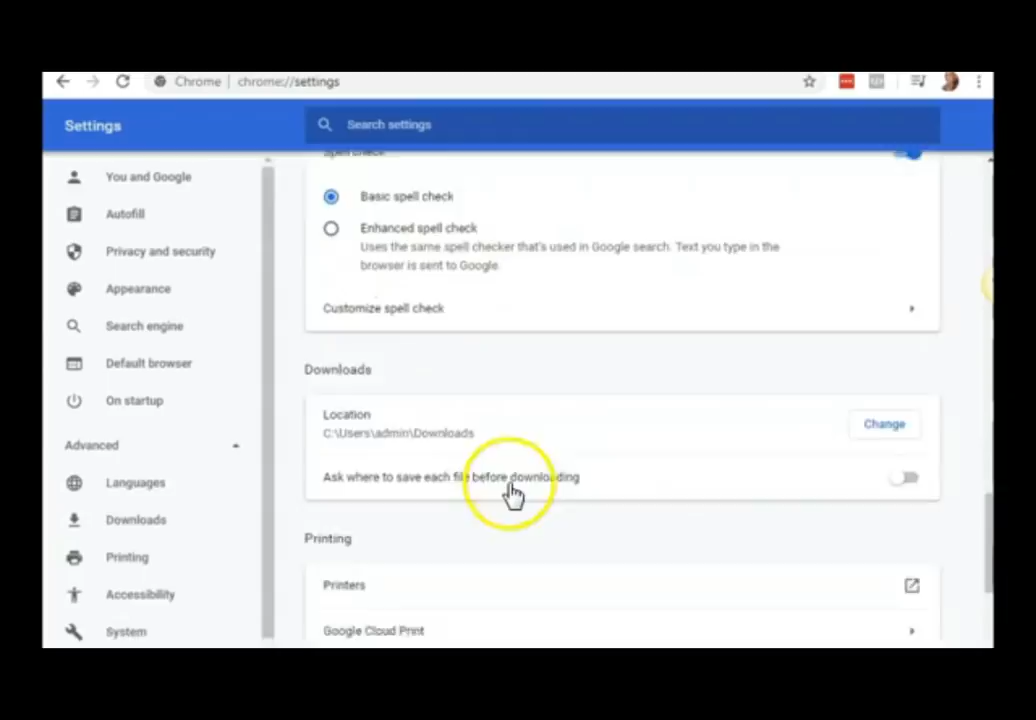 Chrome | chrome://settings
Settings
Search settings
You and Google
Autofill
Privacy and security
Appearance
Search engine
Default browser
On startup
Advanced
Languages
Downloads
Printing
Accessibility
System
Spell check
Basic spell check
Enhanced spell check
Uses the same spell checker that's used in Google search. Text you type in the
browser is sent to Google.
Customize spell check
Downloads
Location
C:\Users\admin\Downloads
Change
Ask where to save each file before downloading
Printing
Printers
Google Cloud Print